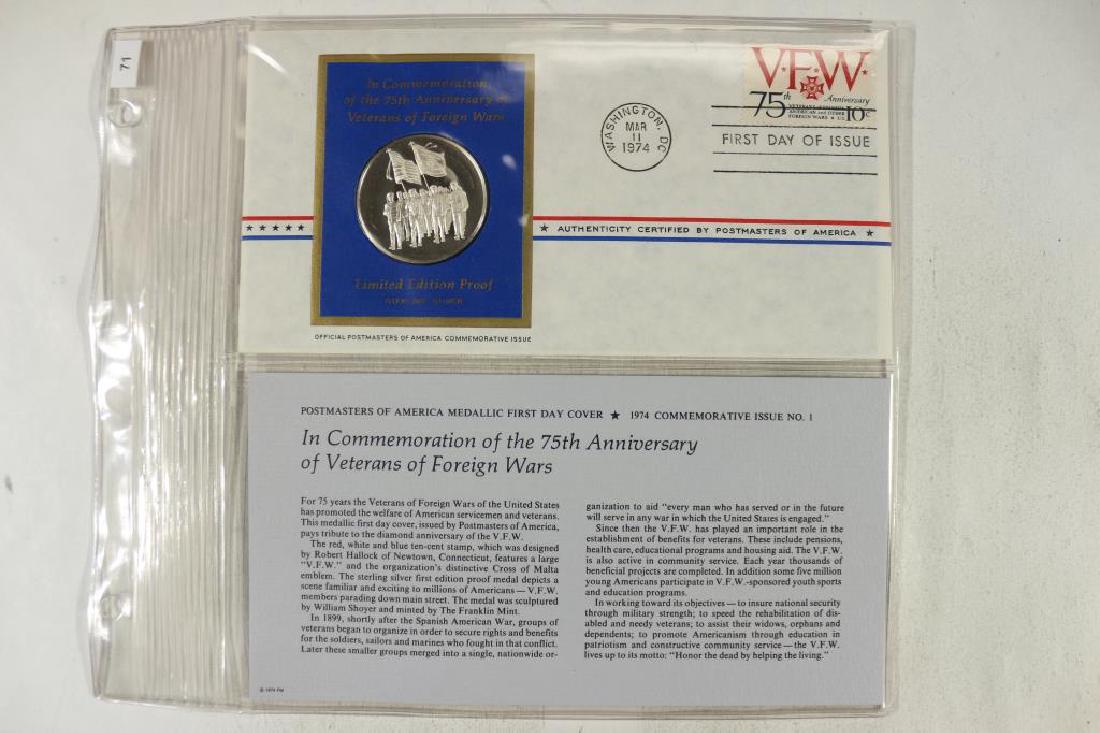 71
In Commemoration
of the 75th Anniversary of
Veterans of Foreign Wars
Limited Edition Proof
WASHINGTON, DC
MAR
11
1974
V·F·W·
75th Anniversary
VETERANS
AMERICAN
FOREIGN WARS
10c
FIRST DAY OF ISSUE
★ ★ ★ ★ ★
★ AUTHENTICITY CERTIFIED BY POSTMASTERS OF AMERICA ★
OFFICIAL POSTMASTERS OF AMERICA COMMEMORATIVE ISSUE
POSTMASTERS OF AMERICA MEDALLIC FIRST DAY COVER ★ 1974 COMMEMORATIVE ISSUE NO. 1
In Commemoration of the 75th Anniversary
of Veterans of Foreign Wars
For 75 years the Veterans of Foreign Wars of the United States
has promoted the welfare of American servicemen and veterans.
This medallic first day cover, issued by Postmasters of America,
pays tribute to the diamond anniversary of the V.F.W.
The red, white and blue ten-cent stamp, which was designed
by Robert Hallock of Newtown, Connecticut, features a large
"V.F.W." and the organization's distinctive Cross of Malta
emblem. The sterling silver first edition proof medal depicts a
scene familiar and exciting to millions of Americans — V.F.W.
members parading down main street. The medal was sculptured
by William Shoyer and minted by The Franklin Mint.
In 1899, shortly after the Spanish American War, groups of
veterans began to organize in order to secure rights and benefits
for the soldiers, sailors and marines who fought in that conflict.
Later these smaller groups merged into a single, nationwide or-
ganization to aid "every man who has served or in the future
will serve in any war in which the United States is engaged."
Since then the V.F.W. has played an important role in the
establishment of benefits for veterans. These include pensions,
health care, educational programs and housing aid. The V.F.W.
is also active in community service. Each year thousands of
beneficial projects are completed. In addition some five million
young Americans participate in V.F.W.-sponsored youth sports
and education programs.
In working toward its objectives — to insure national security
through military strength; to speed the rehabilitation of dis-
abled and needy veterans; to assist their widows, orphans and
dependents; to promote Americanism through education in
patriotism and constructive community service — the V.F.W.
lives up to its motto: "Honor the dead by helping the living."
© 1974 FM